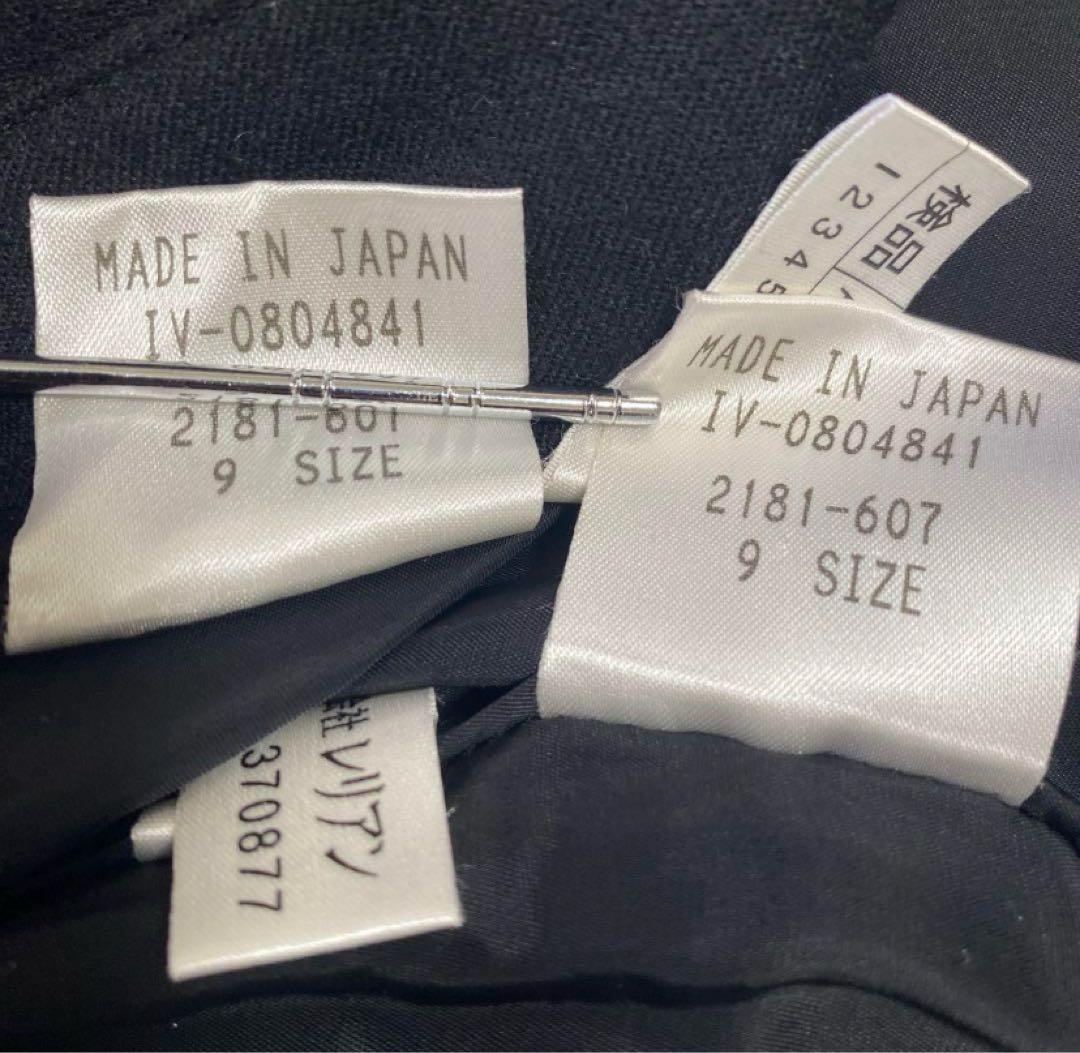 MADE IN JAPAN
IV-0804841
2181-607
9 SIZE
検品
1 2 3 4 5
MADE IN JAPAN
IV-0804841
2181-607
9 SIZE
社レリアン
370877